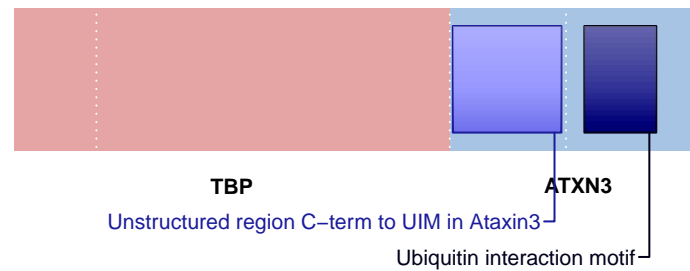 TBP ATXN3
Unstructured region C−term to UIM in Ataxin3
Ubiquitin interaction motif